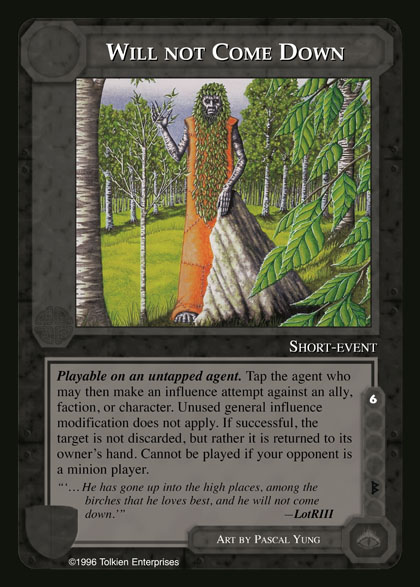 Will not Come Down
Short-event
Playable on an untapped agent. Tap the agent who
may then make an influence attempt against an ally,
faction, or character. Unused general influence
modification does not apply. If successful, the
target is not discarded, but rather it is returned to its
owner's hand. Cannot be played if your opponent is
a minion player.
6
"‘… He has gone up into the high places, among the
birches that he loves best, and he will not come
down.’" –LotRIII
Art by Pascal Yung
©1996 Tolkien Enterprises